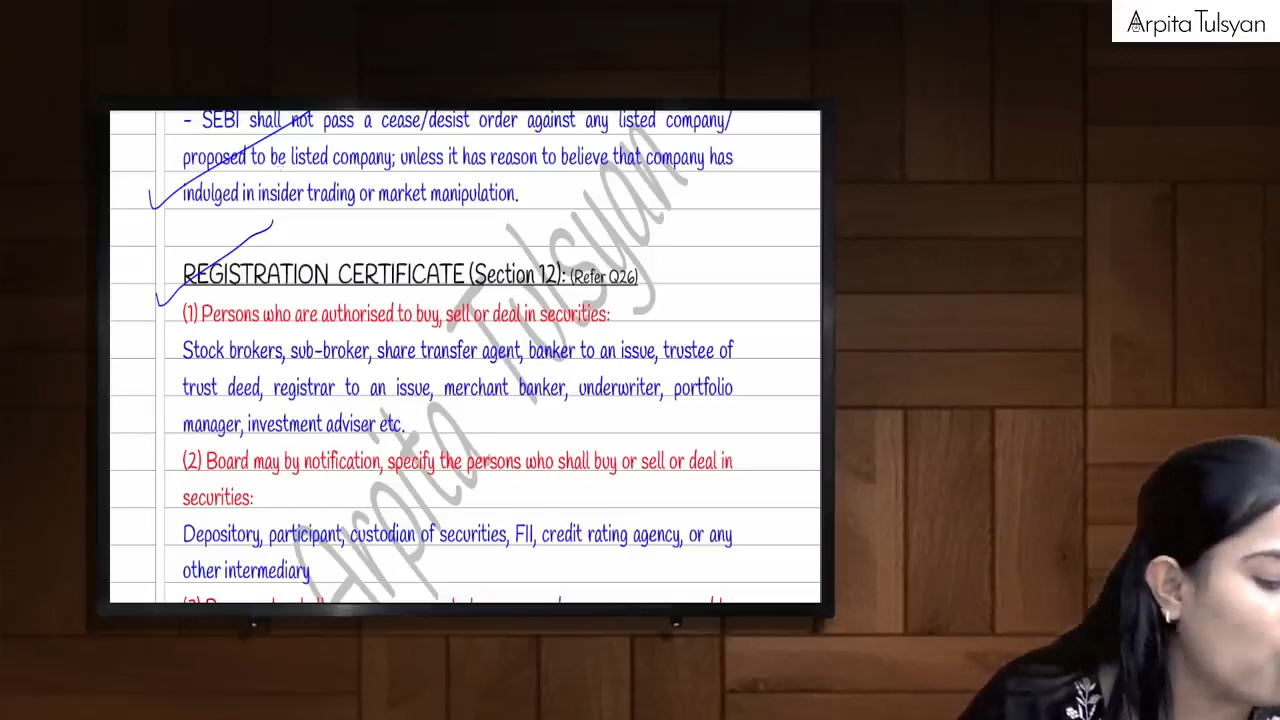 Arpita Tulsyan
- SEBI shall not pass a cease/desist order against any listed company/
proposed to be listed company; unless it has reason to believe that company has
indulged in insider trading or market manipulation.
REGISTRATION CERTIFICATE (Section 12): (Refer Q26)
(1) Persons who are authorised to buy, sell or deal in securities:
Stock brokers, sub-broker, share transfer agent, banker to an issue, trustee of
trust deed, registrar to an issue, merchant banker, underwriter, portfolio
manager, investment adviser etc.
(2) Board may by notification, specify the persons who shall buy or sell or deal in
securities:
Depository, participant, custodian of securities, FII, credit rating agency, or any
other intermediary
Arpita Tulsyan